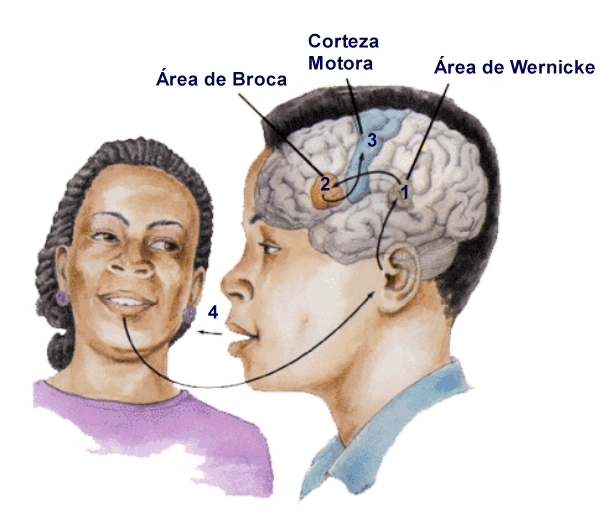 Corteza
Motora
Área de Broca
Área de Wernicke
3
2
1
4